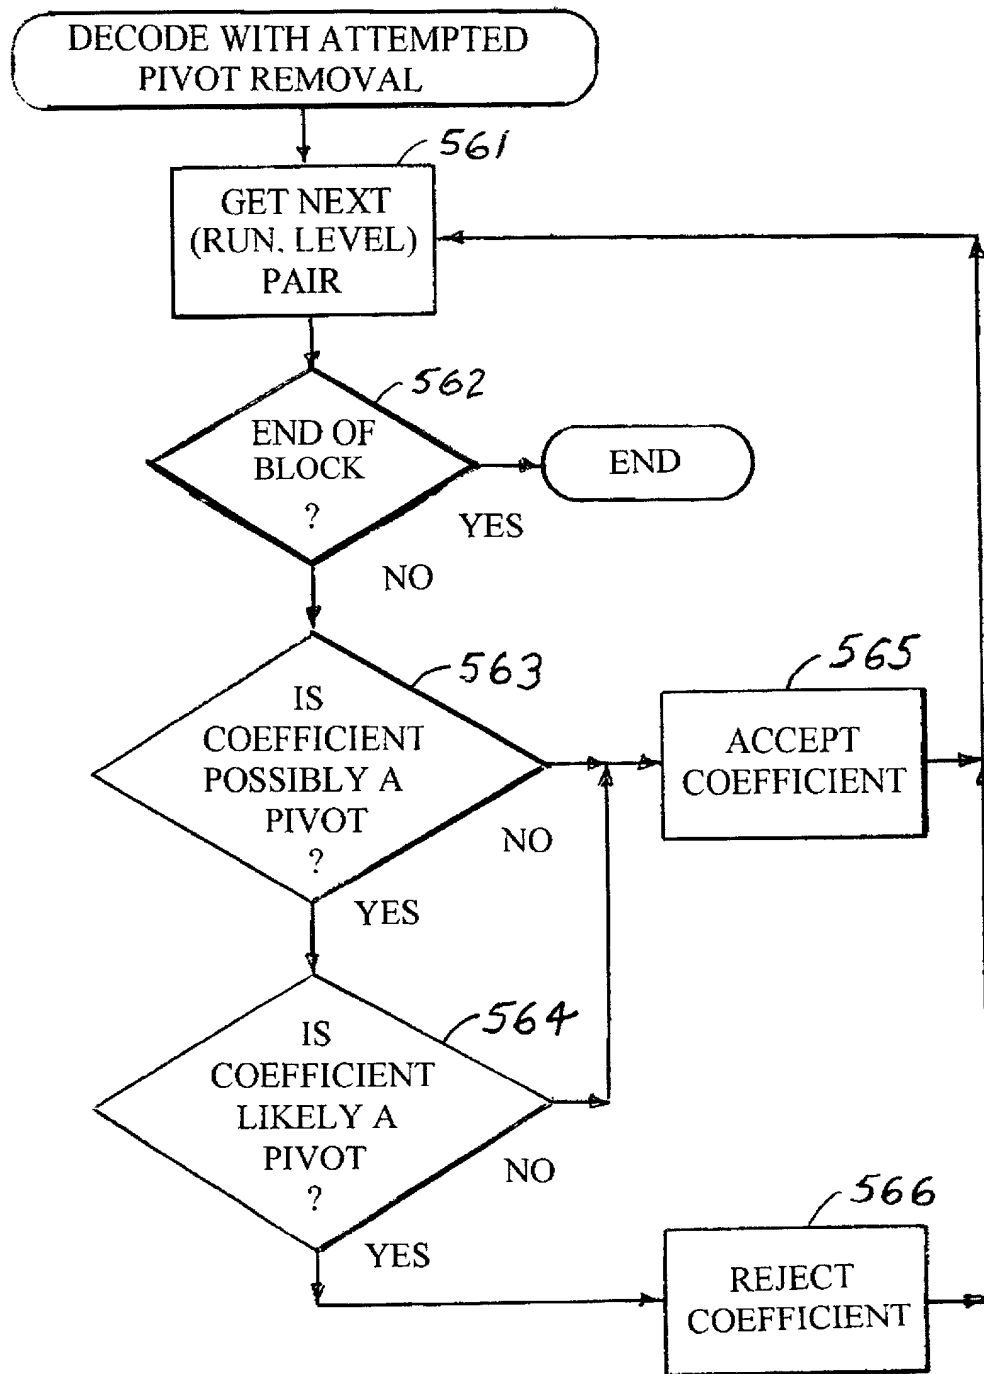 DECODE WITH ATTEMPTED
PIVOT REMOVAL
561
GET NEXT
(RUN, LEVEL)
PAIR
562
END OF
BLOCK
?
END
YES
NO
563
IS
COEFFICIENT
POSSIBLY A
PIVOT
?
NO
YES
565
ACCEPT
COEFFICIENT
564
IS
COEFFICIENT
LIKELY A
PIVOT
?
NO
YES
566
REJECT
COEFFICIENT